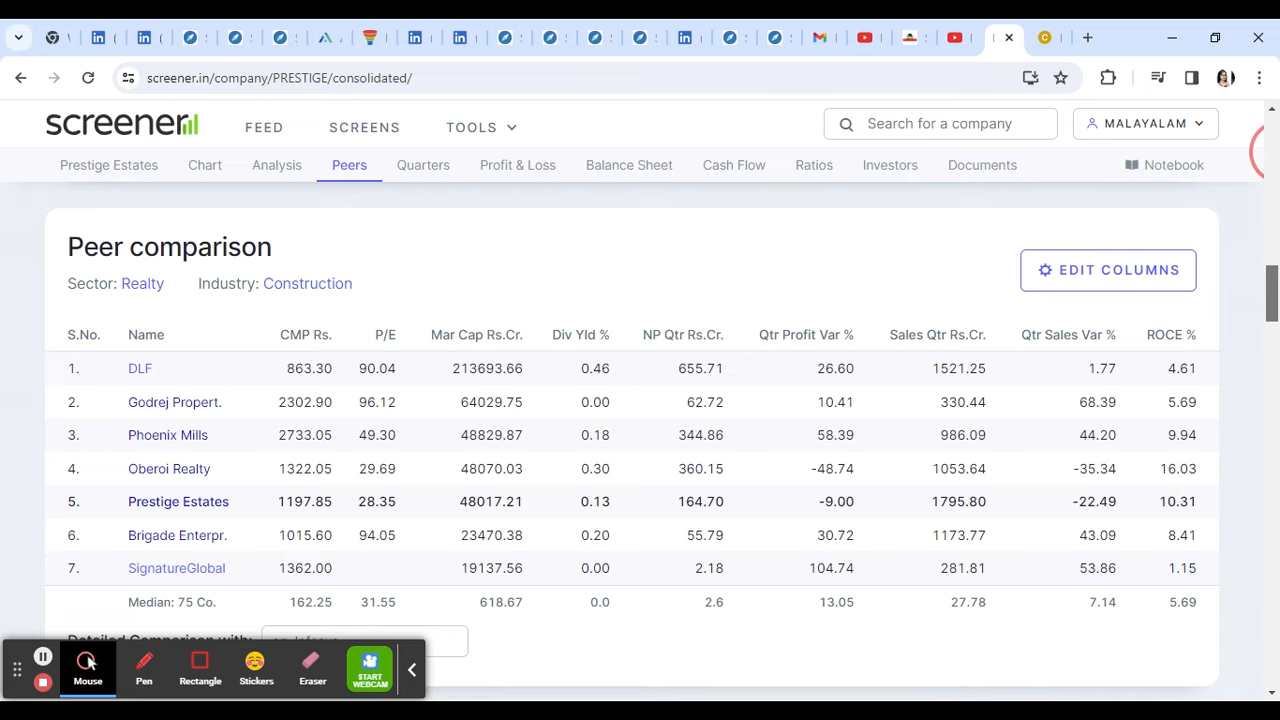 screener.in/company/PRESTIGE/consolidated/
screener FEED SCREENS TOOLS Search for a company MALAYALAM
Prestige Estates Chart Analysis Peers Quarters Profit & Loss Balance Sheet Cash Flow Ratios Investors Documents Notebook
Peer comparison
EDIT COLUMNS
Sector: Realty Industry: Construction
S.No. Name CMP Rs. P/E Mar Cap Rs.Cr. Div Yld % NP Qtr Rs.Cr. Qtr Profit Var % Sales Qtr Rs.Cr. Qtr Sales Var % ROCE %
1. DLF 863.30 90.04 213693.66 0.46 655.71 26.60 1521.25 1.77 4.61
2. Godrej Propert. 2302.90 96.12 64029.75 0.00 62.72 10.41 330.44 68.39 5.69
3. Phoenix Mills 2733.05 49.30 48829.87 0.18 344.86 58.39 986.09 44.20 9.94
4. Oberoi Realty 1322.05 29.69 48070.03 0.30 360.15 -48.74 1053.64 -35.34 16.03
5. Prestige Estates 1197.85 28.35 48017.21 0.13 164.70 -9.00 1795.80 -22.49 10.31
6. Brigade Enterpr. 1015.60 94.05 23470.38 0.20 55.79 30.72 1173.77 43.09 8.41
7. SignatureGlobal 1362.00 19137.56 0.00 2.18 104.74 281.81 53.86 1.15
Median: 75 Co. 162.25 31.55 618.67 0.0 2.6 13.05 27.78 7.14 5.69
Detailed Comparison with:
Mouse Pen Rectangle Stickers Eraser START WEBCAM